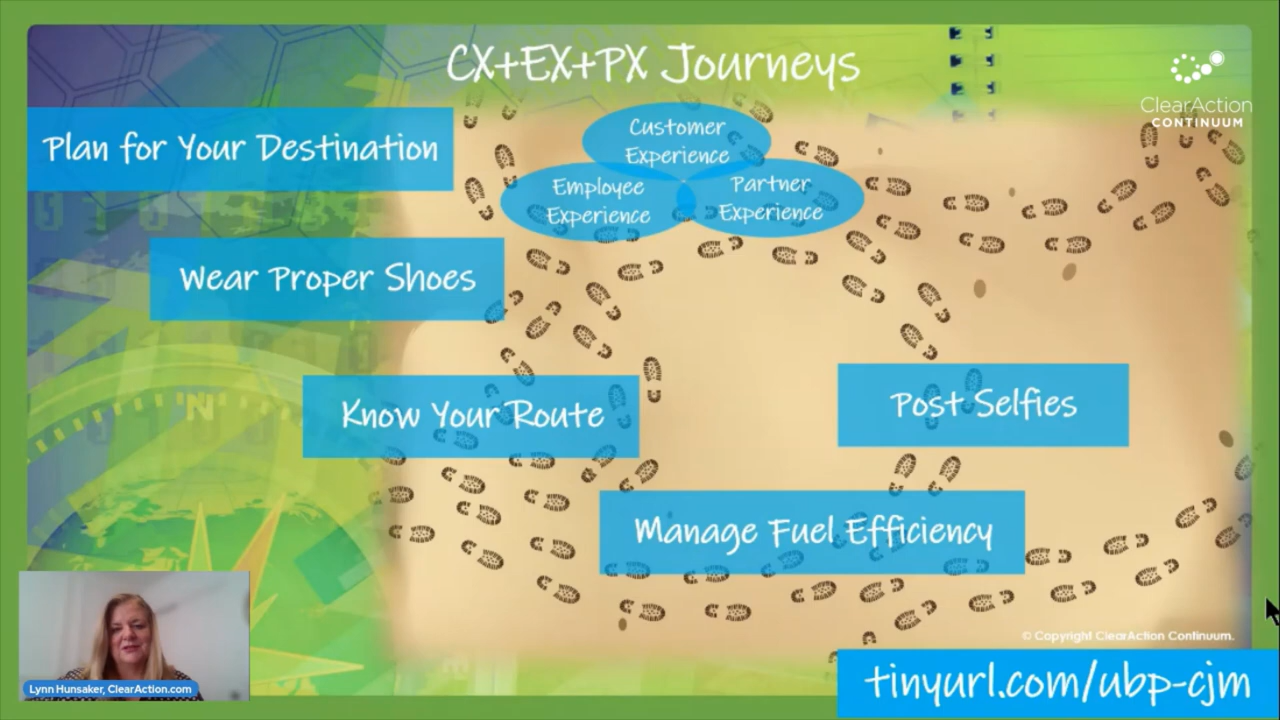 CX+EX+PX Journeys
ClearAction
CONTINUUM
Plan for Your Destination
Customer
Experience
Employee
Experience
Partner
Experience
Wear Proper Shoes
Know Your Route
Post Selfies
Manage Fuel Efficiency
N
© Copyright ClearAction Continuum.
Lynn Hunsaker, ClearAction.com
tinyurl.com/ubp-cjm